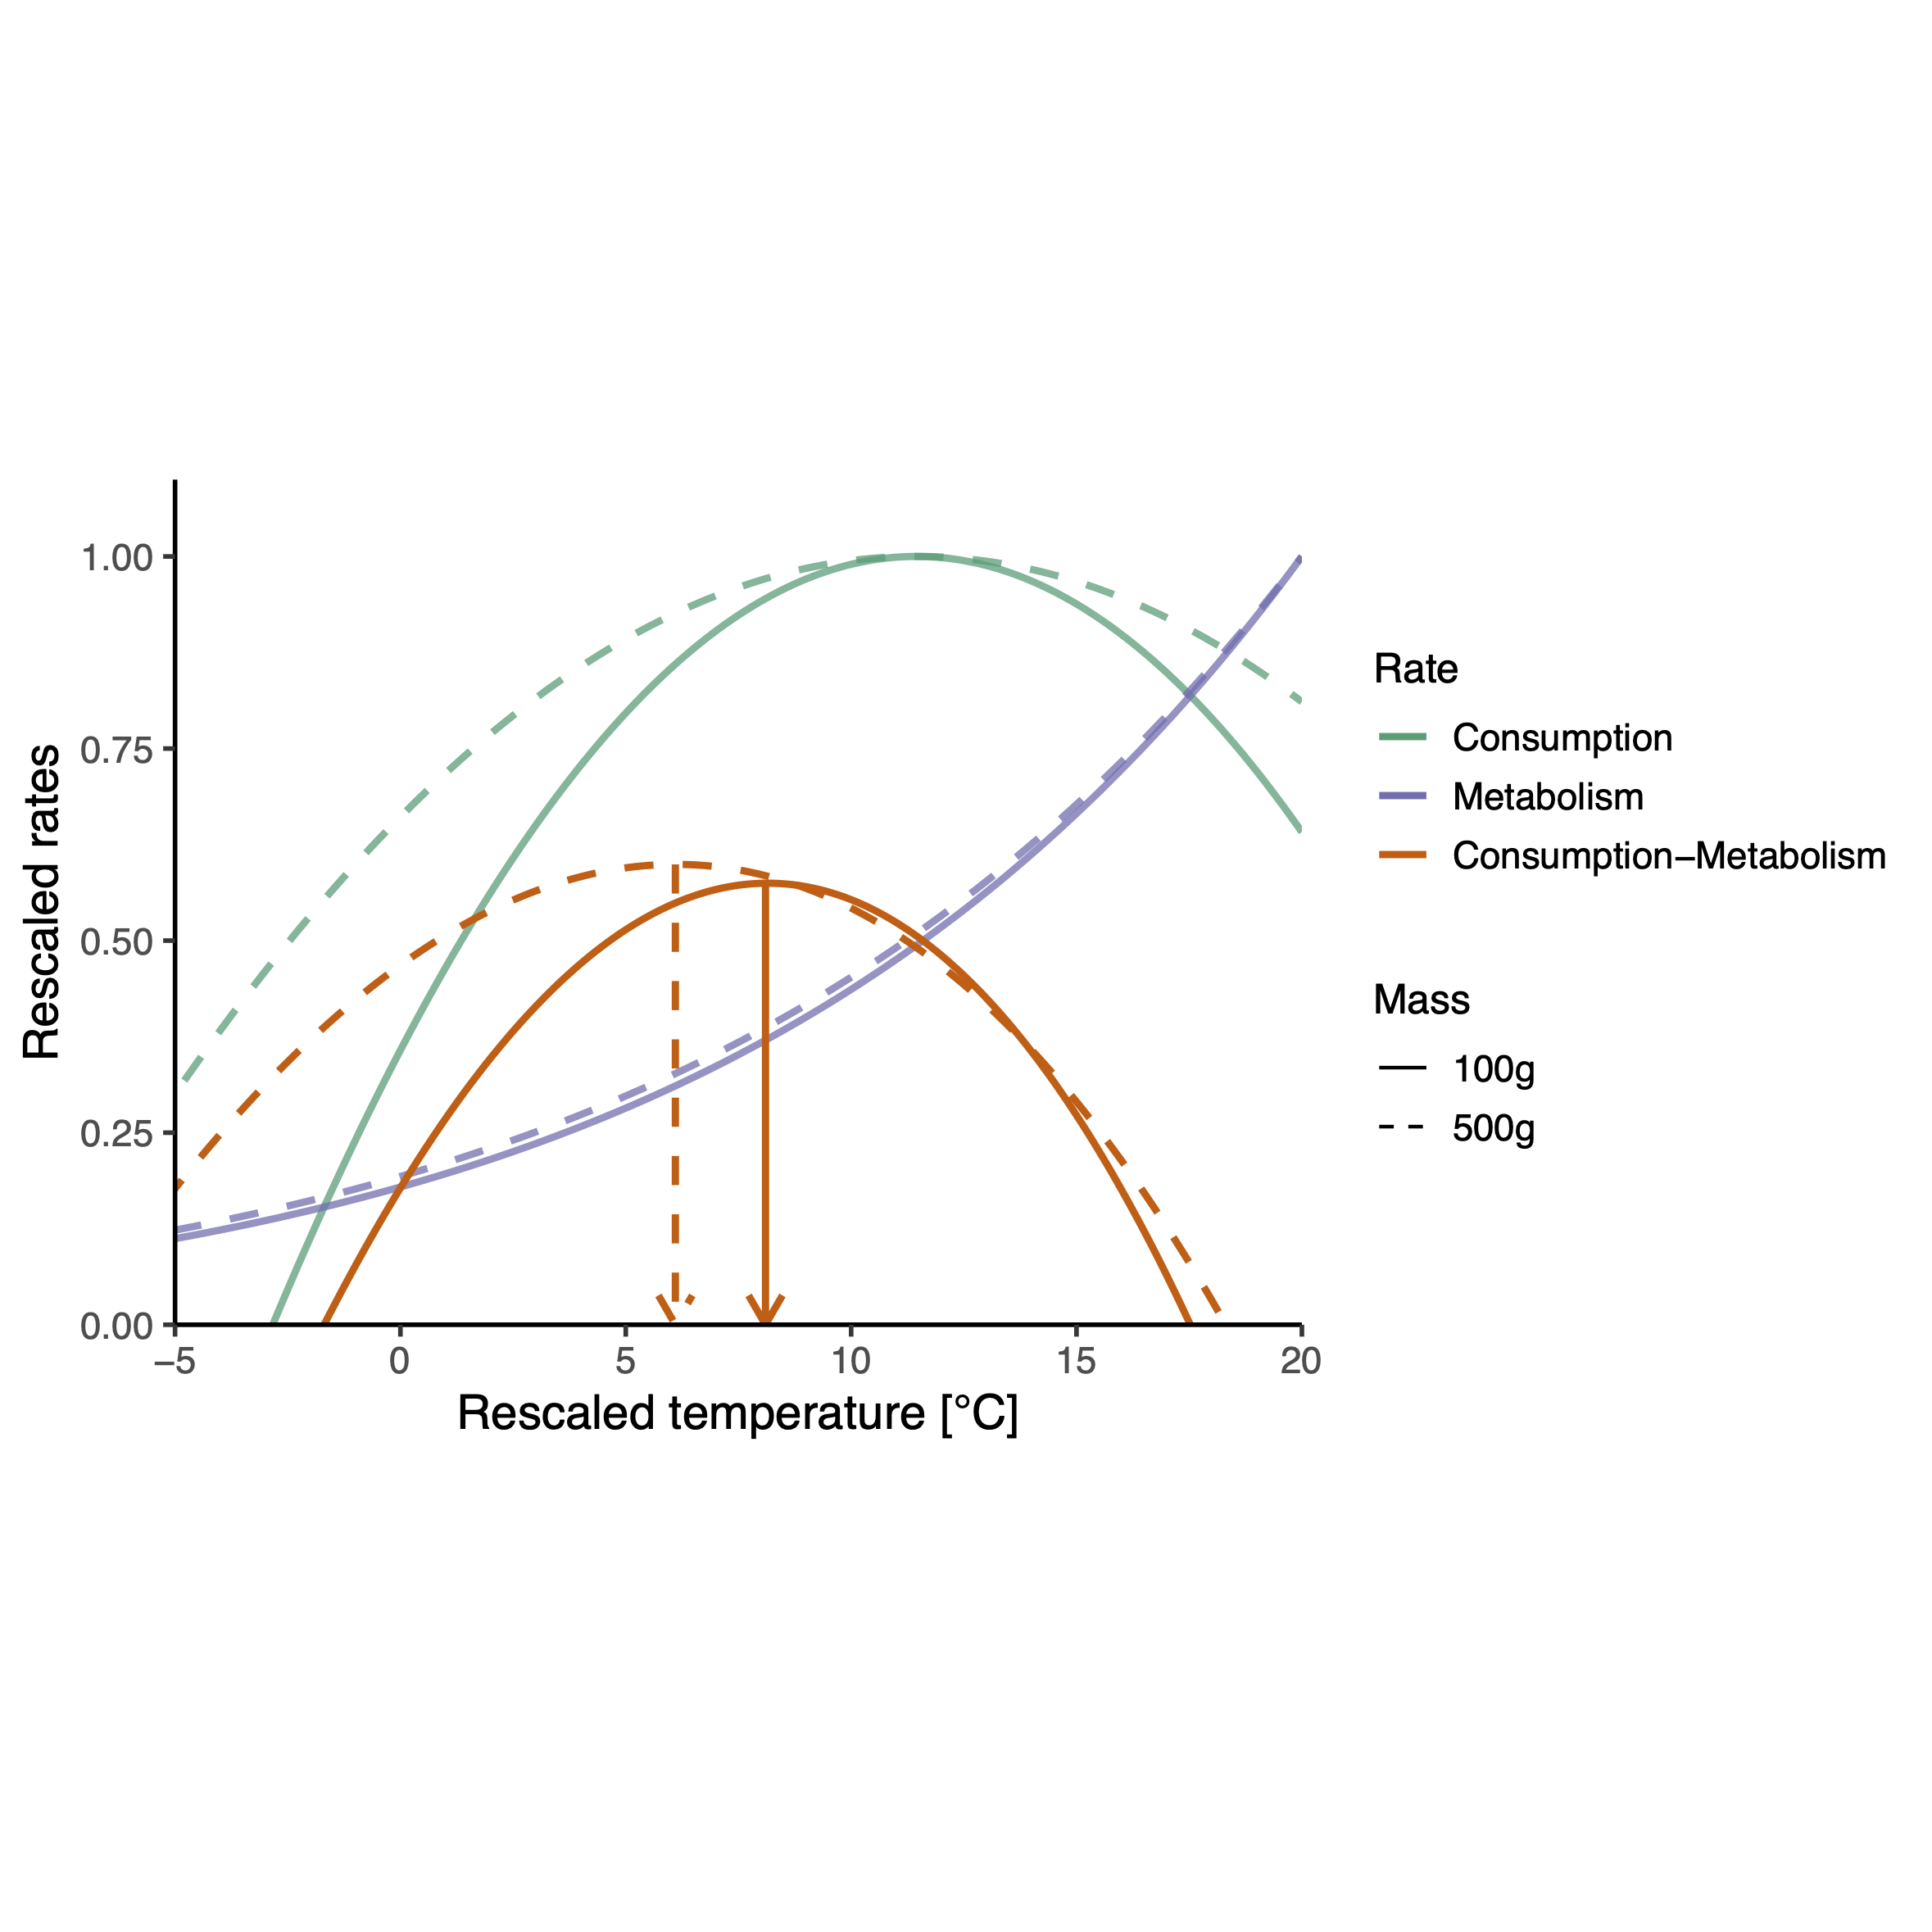 Rescaled rates
1.00
0.75
0.50
0.25
0.00
−5 0 5 10 15 20
Rescaled temperature [°C]
Rate
Consumption
Metabolism
Consumption−Metabolism
Mass
100g
500g